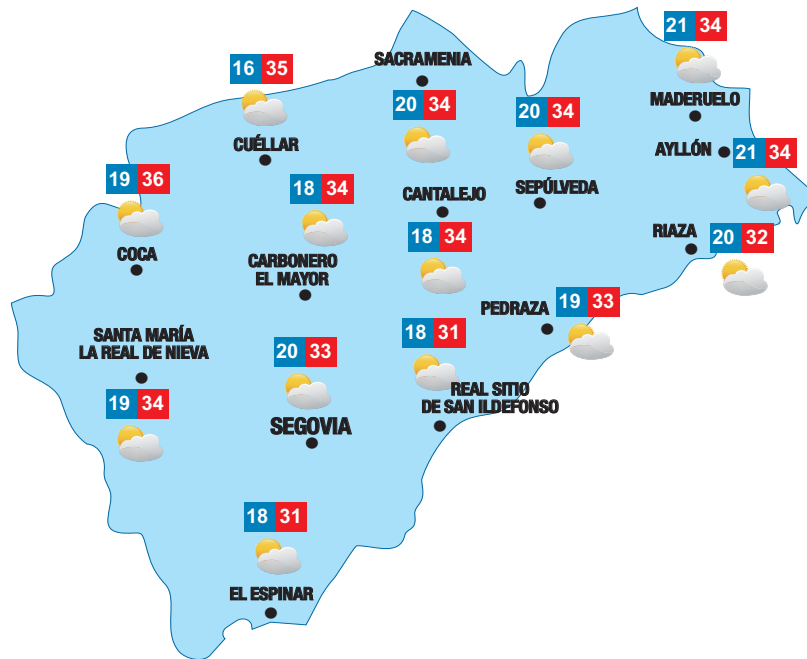 21 34
MADERUELO
16 35
CUÉLLAR
SACRAMENIA
20 34
20 34
SEPÚLVEDA
AYLLÓN
21 34
19 36
COCA
18 34
CARBONERO
EL MAYOR
CANTALEJO
18 34
RIAZA
20 32
PEDRAZA
19 33
SANTA MARÍA
LA REAL DE NIEVA
19 34
20 33
SEGOVIA
18 31
REAL SITIO
DE SAN ILDEFONSO
18 31
EL ESPINAR